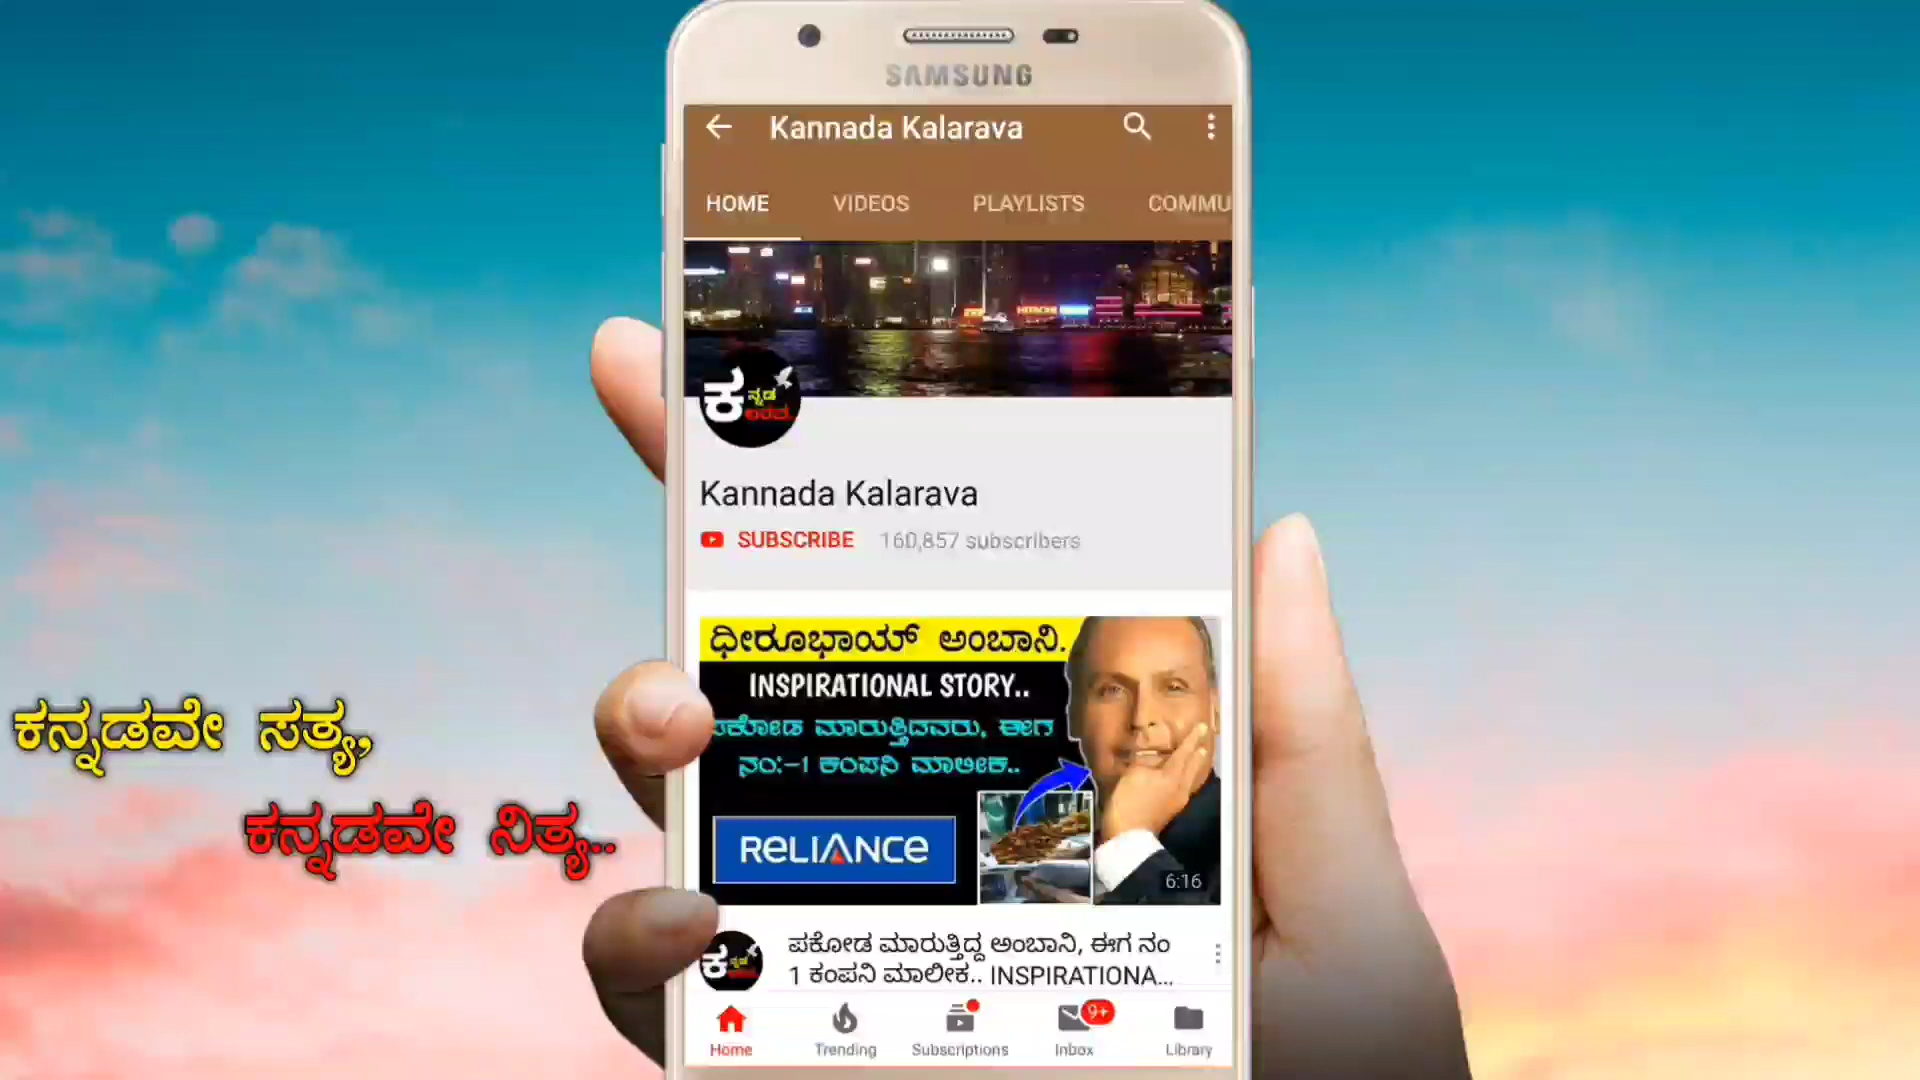 SAMSUNG
Kannada Kalarava
HOME VIDEOS PLAYLISTS COMMU
ಕ ನ್ನಡ
Kannada Kalarava
SUBSCRIBE 160,857 subscribers
ಧೀರೂಭಾಯ್ ಅಂಬಾನಿ.
INSPIRATIONAL STORY..
ಪಕೋಡ ಮಾರುತ್ತಿದವರು, ಈಗ
ನಂ:-1 ಕಂಪನಿ ಮಾಲೀಕ..
RELIANCE
6:16
ಕನ್ನಡವೇ ಸತ್ಯ,
ಕನ್ನಡವೇ ನಿತ್ಯ..
ಪಕೋಡ ಮಾರುತ್ತಿದ್ದ ಅಂಬಾನಿ, ಈಗ ನಂ
1 ಕಂಪನಿ ಮಾಲೀಕ.. INSPIRATIONA...
9+
Home Trending Subscriptions Inbox Library